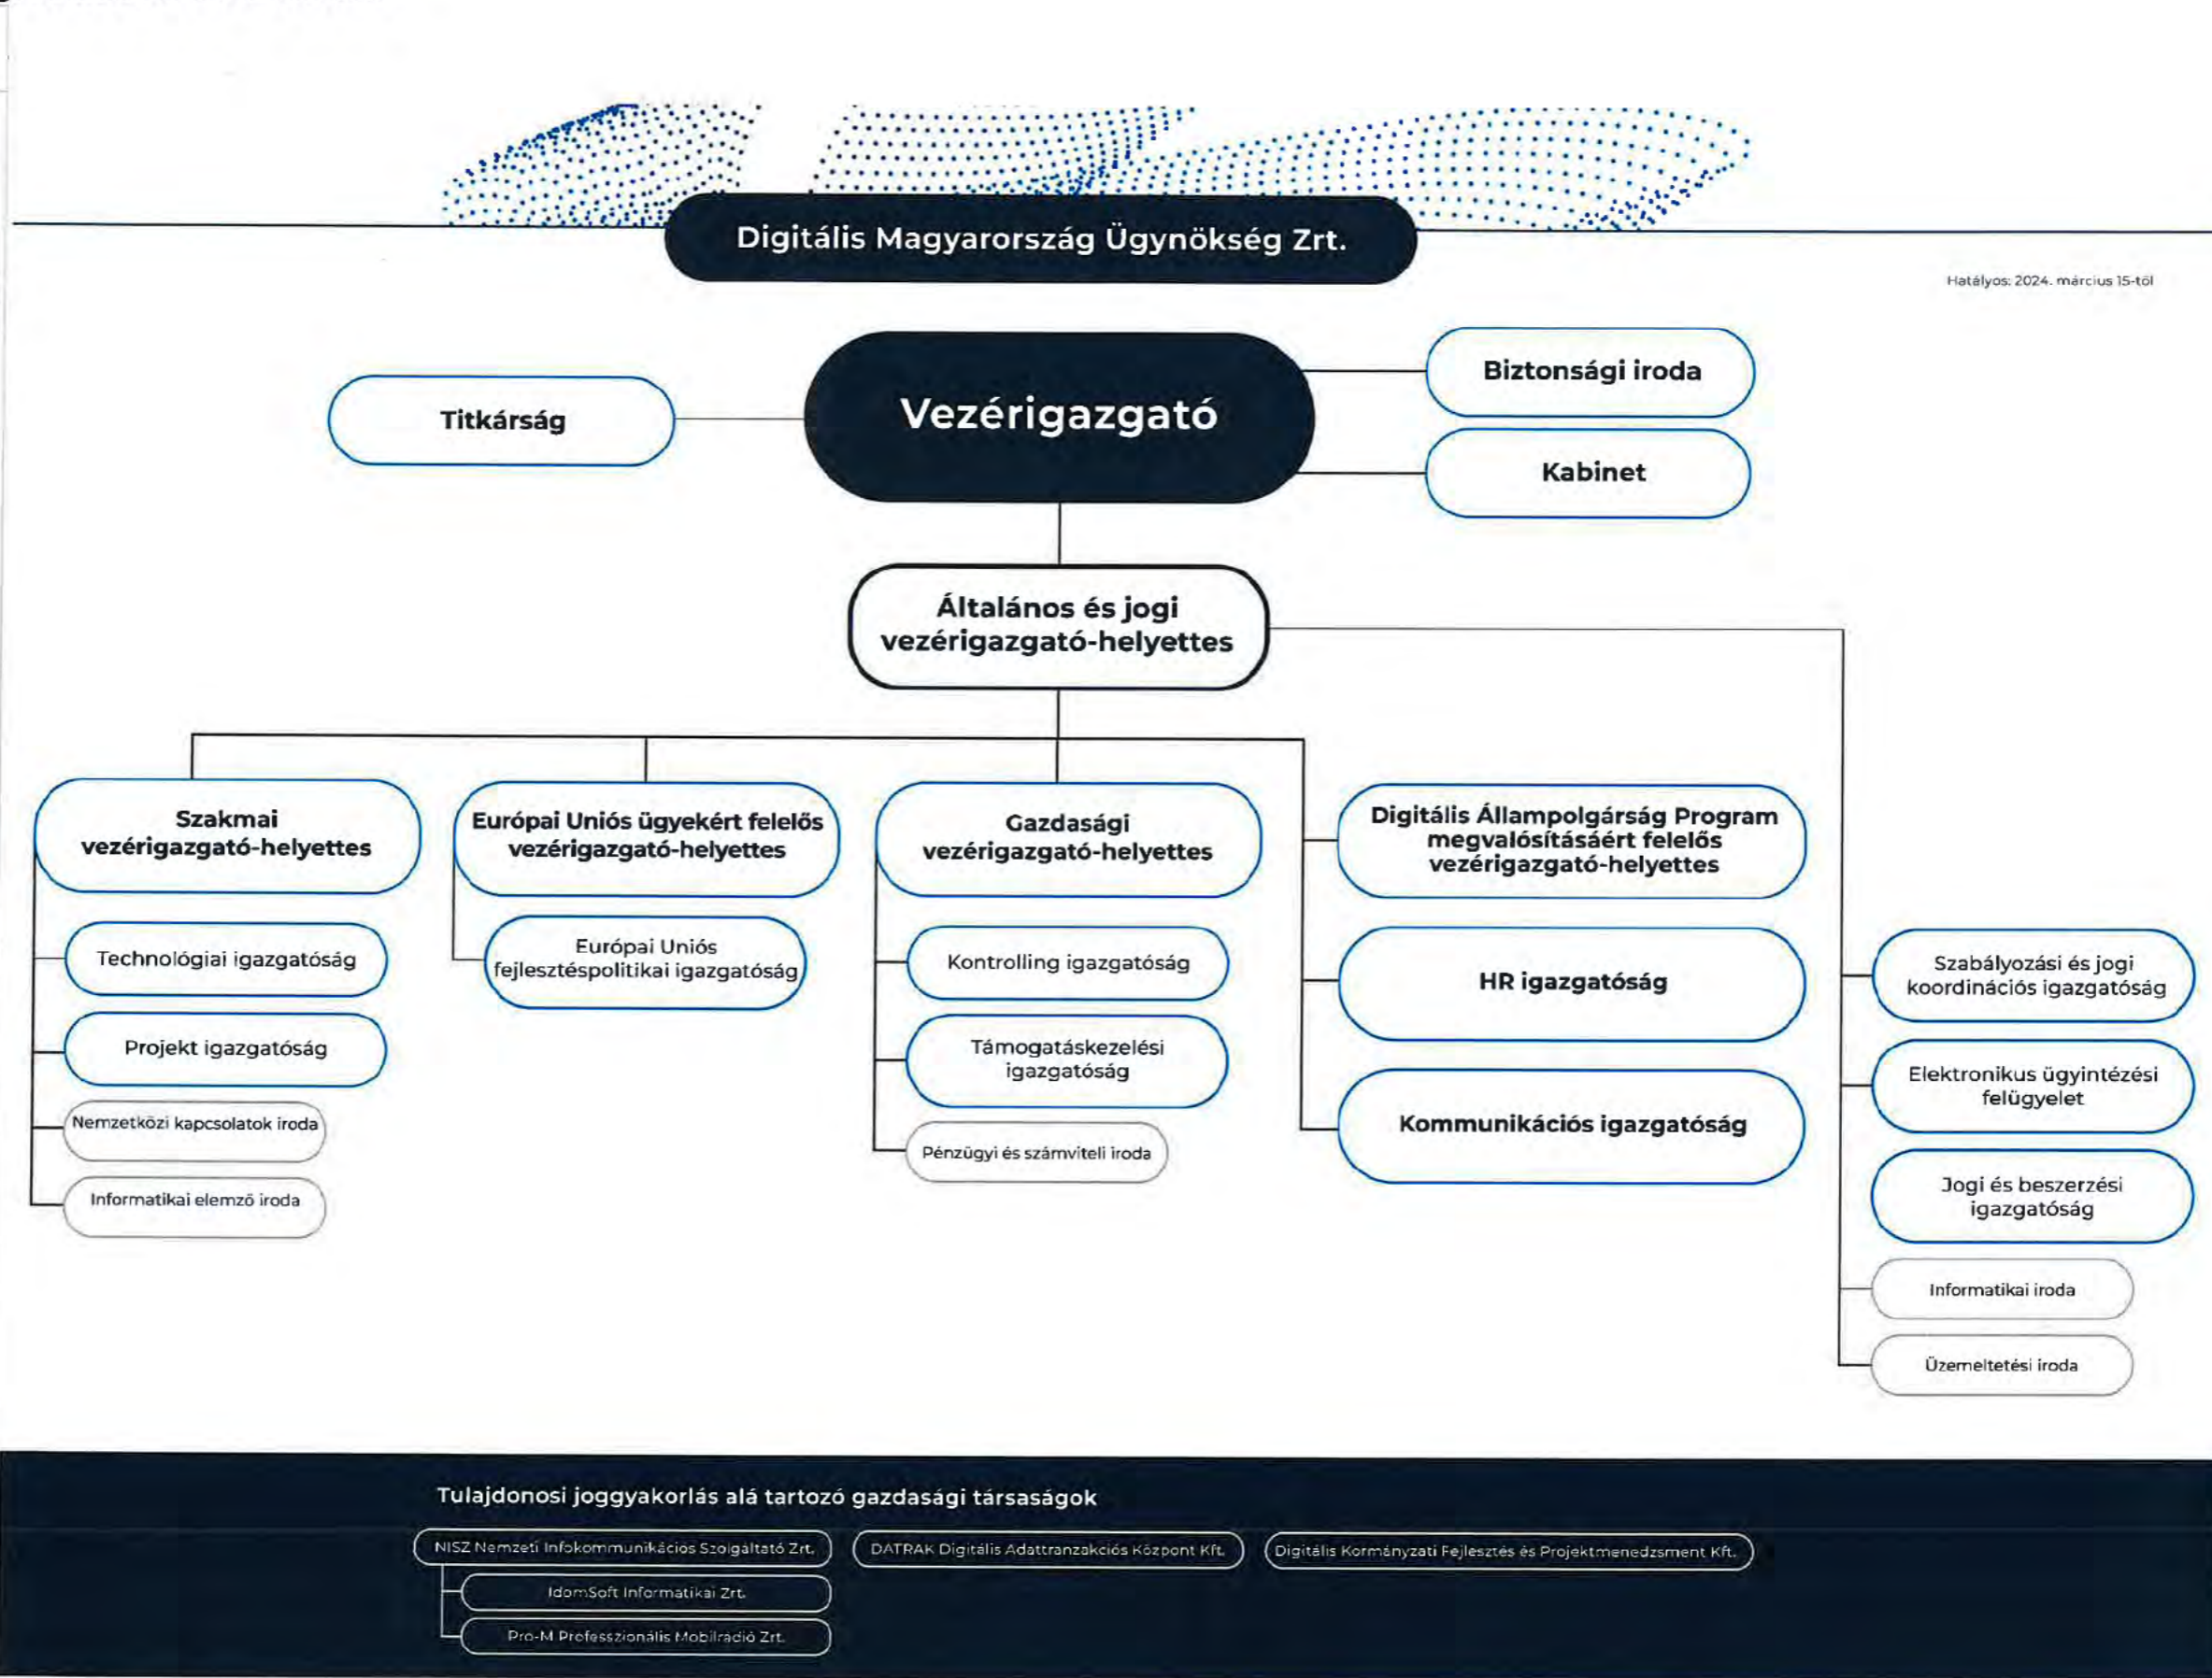 Digitális Magyarország Ügynökség Zrt.
Hatályos: 2024. március 15-től
Titkárság
Vezérigazgató
Biztonsági iroda
Kabinet
Általános és jogi
vezérigazgató-helyettes
Szakmai
vezérigazgató-helyettes
Technológiai igazgatóság
Projekt igazgatóság
Nemzetközi kapcsolatok iroda
Informatikai elemző iroda
Európai Uniós ügyekért felelős
vezérigazgató-helyettes
Európai Uniós
fejlesztéspolitikai igazgatóság
Gazdasági
vezérigazgató-helyettes
Kontrolling igazgatóság
Támogatáskezelési
igazgatóság
Pénzügyi és számviteli iroda
Digitális Állampolgárság Program
megvalósításáért felelős
vezérigazgató-helyettes
HR igazgatóság
Kommunikációs igazgatóság
Szabályozási és jogi
koordinációs igazgatóság
Elektronikus ügyintézési
felügyelet
Jogi és beszerzési
igazgatóság
Informatikai iroda
Üzemeltetési iroda
Tulajdonosi joggyakorlás alá tartozó gazdasági társaságok
NISZ Nemzeti Infokommunikációs Szolgáltató Zrt.
IdomSoft Informatikai Zrt.
Pro-M Professzionális Mobilrádió Zrt.
DATRAK Digitális Adattranzakciós Központ Kft.
Digitális Kormányzati Fejlesztés és Projektmenedzsment Kft.